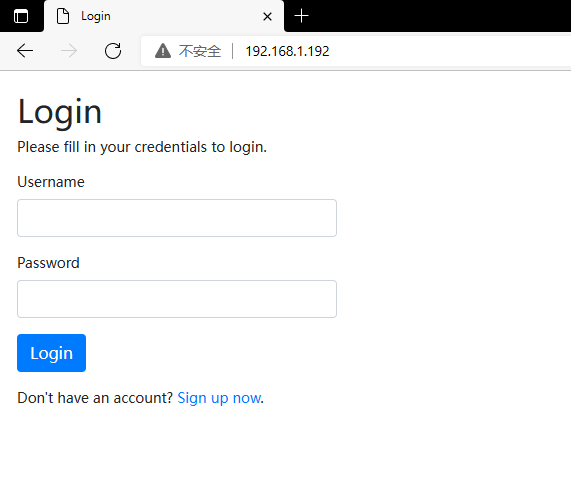 Login
不安全 192.168.1.192
Login
Please fill in your credentials to login.
Username
Password
Login
Don't have an account? Sign up now.